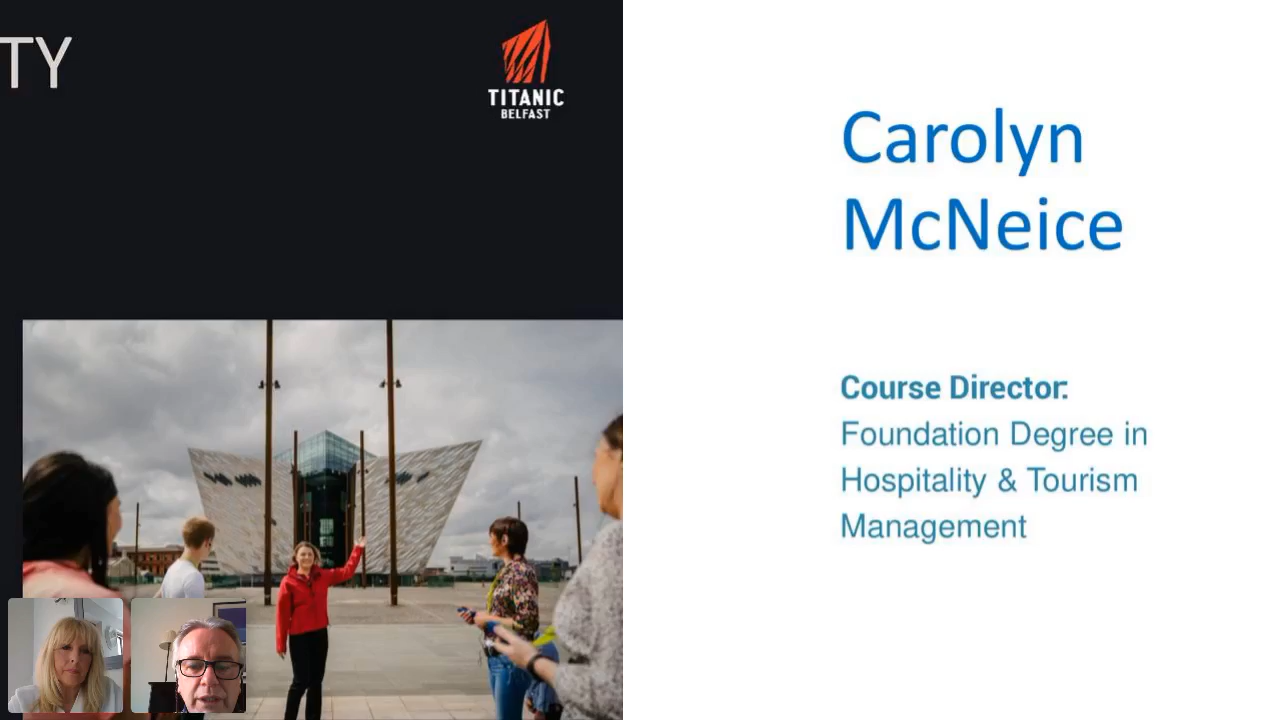 TY
TITANIC
BELFAST
Carolyn
McNeice
Course Director:
Foundation Degree in
Hospitality & Tourism
Management